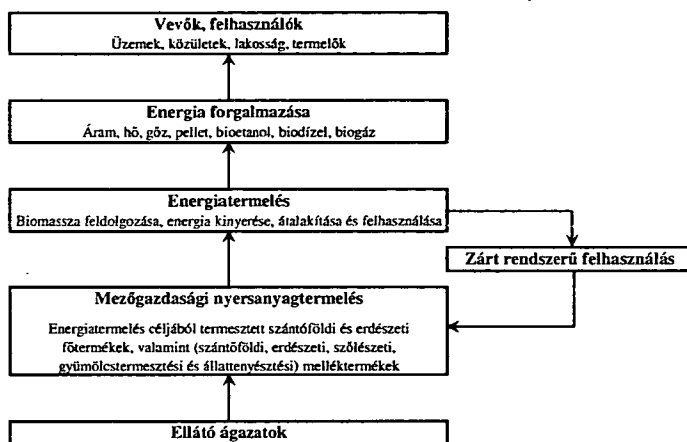 Vevők, felhasználók
Üzemek, közületek, lakosság, termelők
Energia forgalmazása
Áram, hő, gőz, pellet, bioetanol, biodízel, biogáz
Energiatermelés
Biomassza feldolgozása, energia kinyerése, átalakítása és felhasználása
Zárt rendszerű felhasználás
Mezőgazdasági nyersanyagtermelés
Energiatermelés céljából termesztett szántóföldi és erdészeti
főtermékek, valamint (szántóföldi, erdészeti, szőlészeti,
gyümölcstermesztési és állattenyésztési) melléktermékek
Ellátó ágazatok